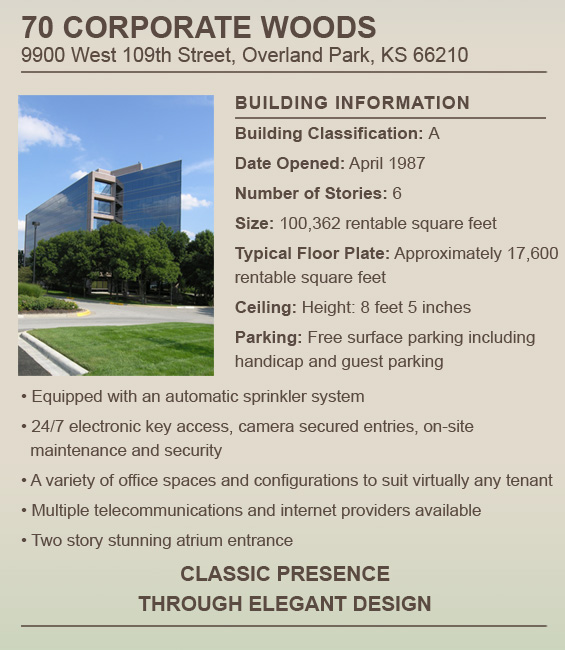 70 CORPORATE WOODS
9900 West 109th Street, Overland Park, KS 66210
BUILDING INFORMATION
Building Classification: A
Date Opened: April 1987
Number of Stories: 6
Size: 100,362 rentable square feet
Typical Floor Plate: Approximately 17,600
rentable square feet
Ceiling: Height: 8 feet 5 inches
Parking: Free surface parking including
handicap and guest parking
• Equipped with an automatic sprinkler system
• 24/7 electronic key access, camera secured entries, on-site
maintenance and security
• A variety of office spaces and configurations to suit virtually any tenant
• Multiple telecommunications and internet providers available
• Two story stunning atrium entrance
CLASSIC PRESENCE
THROUGH ELEGANT DESIGN